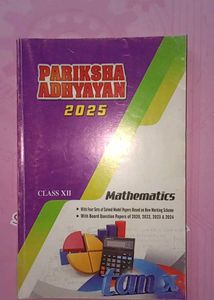 PARIKSHA
ADHYAYAN
2025
CLASS XII
Mathematics
• With Four Sets of Solved Model Papers Based on New Marking Scheme
• With Board Question Papers of 2020, 2022, 2023 & 2024
Exam